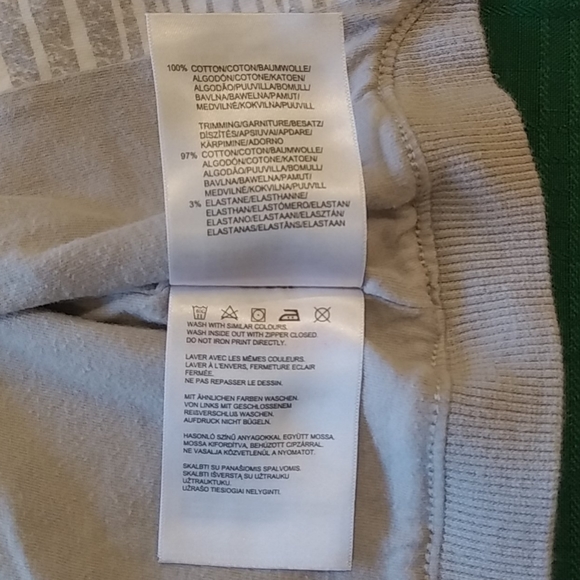 100% COTTON/COTON/BAUMWOLLE/
ALGODÓN/COTONE/KATOEN/
ALGODÃO/PUUVILLA/BOMULL/
BAVLNA/BAWEŁNA/PAMUT/
MEDVILNĖ/KOKVILNA/PUUVILL
TRIMMING/GARNITURE/BESATZ/
DÍSZÍTÉS/APSIUVAI/APDARE/
KÄRPIMINE/ADORNO
97% COTTON/COTON/BAUMWOLLE/
ALGODÓN/COTONE/KATOEN/
ALGODÃO/PUUVILLA/BOMULL/
BAVLNA/BAWEŁNA/PAMUT/
MEDVILNĖ/KOKVILNA/PUUVILL
3% ELASTANE/ELASTHANNE/
ELASTHAN/ELASTÓMERO/ELASTAN/
ELASTANO/ELASTAANI/ELASZTÁN/
ELASTANAS/ELASTĀNS/ELASTAAN
WASH WITH SIMILAR COLOURS.
WASH INSIDE OUT WITH ZIPPER CLOSED
DO NOT IRON PRINT DIRECTLY.
LAVER AVEC LES MÊMES COULEURS.
LAVER À L'ENVERS, FERMETURE ECLAIR
FERMÉE.
NE PAS REPASSER LE DESSIN.
MIT ÄHNLICHEN FARBEN WASCHEN.
VON LINKS MIT GESCHLOSSENEM
REISVERSCHLUS WASCHEN.
AUFDRUCK NICHT BÜGELN.
HASONLÓ SZÍNŰ ANYAGOKKAL EGYÜTT MOSSA.
MOSSA KIFORDÍTVA, BEHÚZOTT CIPZÁRRAL.
NE VASALJA KÖZVETLENÜL A NYOMATOT.
SKALBTI SU PANAŠIOMIS SPALVOMIS.
SKALBTI IŠVERSTĄ SU UŽTRAUKTU
UŽTRAUKTUKU.
UŽRAŠO TIESIOGIAI NELYGINTI.